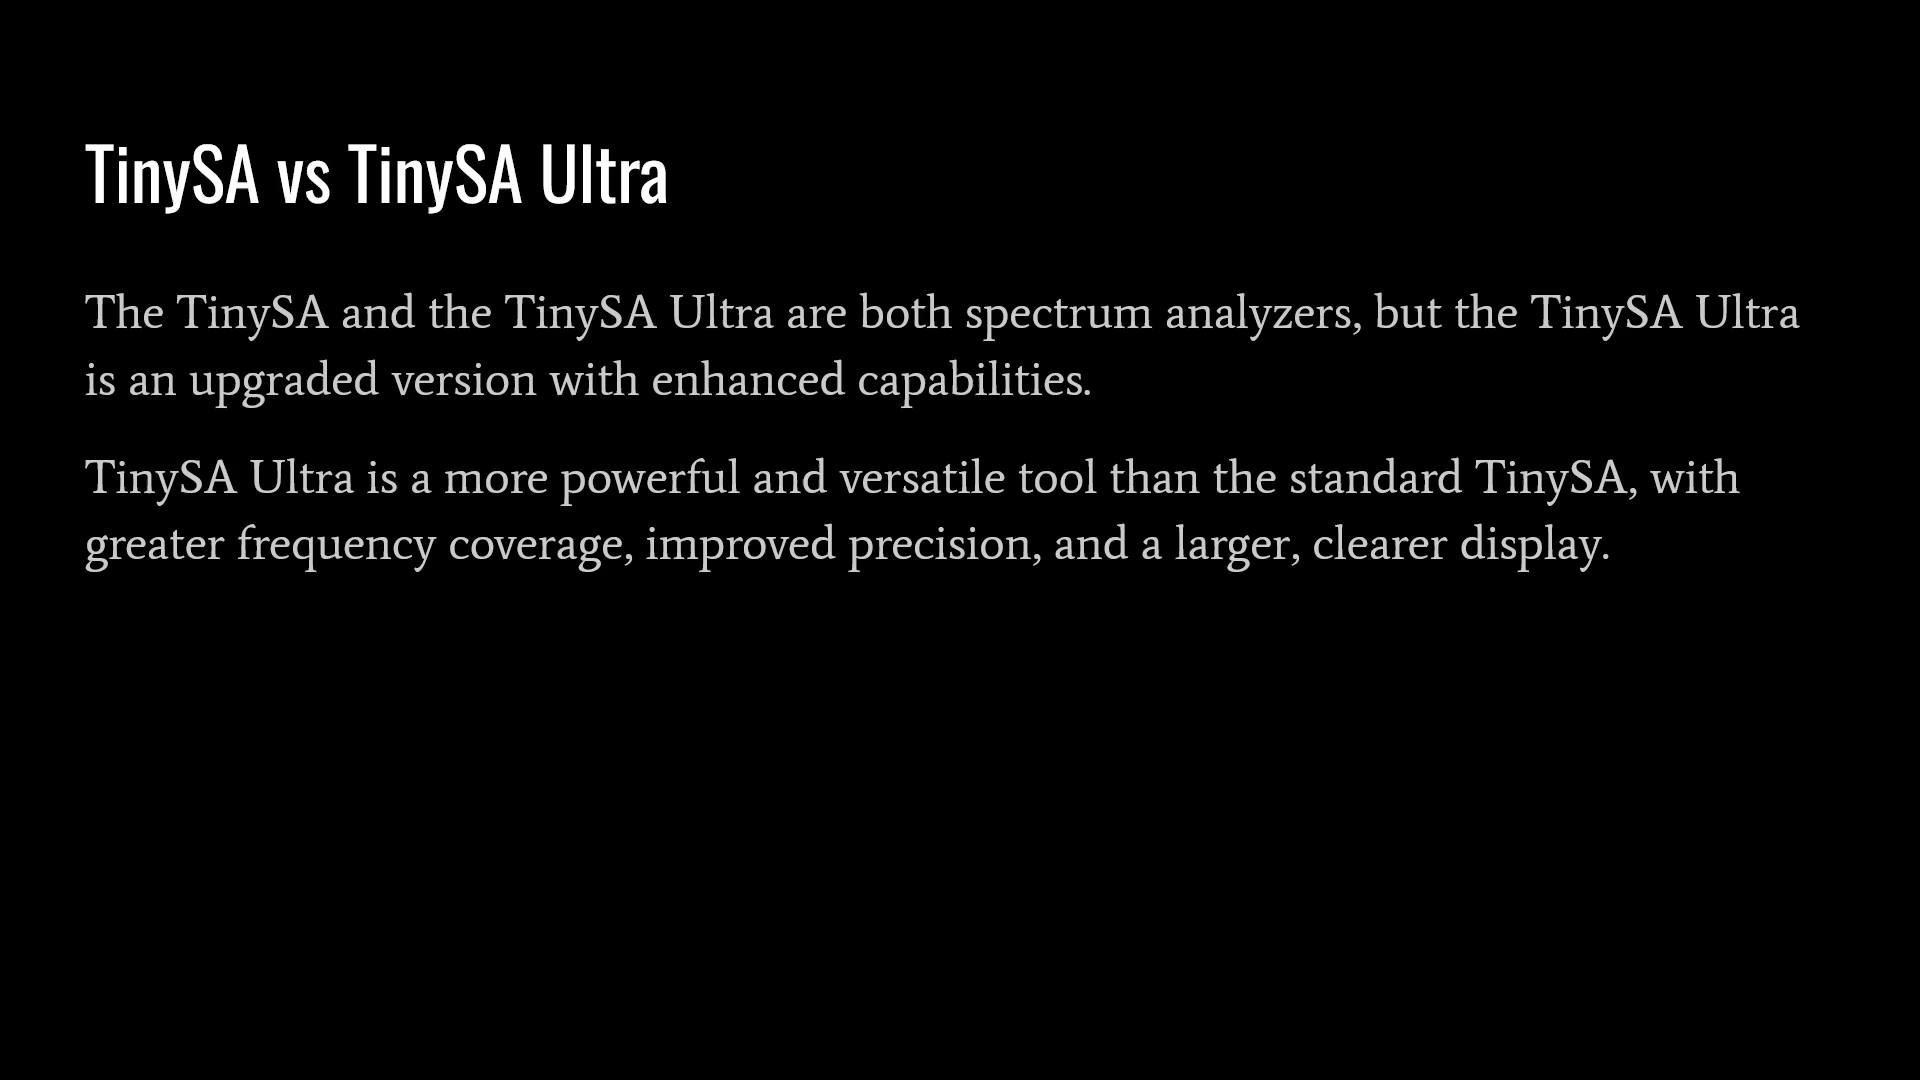 TinySA vs TinySA Ultra
The TinySA and the TinySA Ultra are both spectrum analyzers, but the TinySA Ultra
is an upgraded version with enhanced capabilities.
TinySA Ultra is a more powerful and versatile tool than the standard TinySA, with
greater frequency coverage, improved precision, and a larger, clearer display.